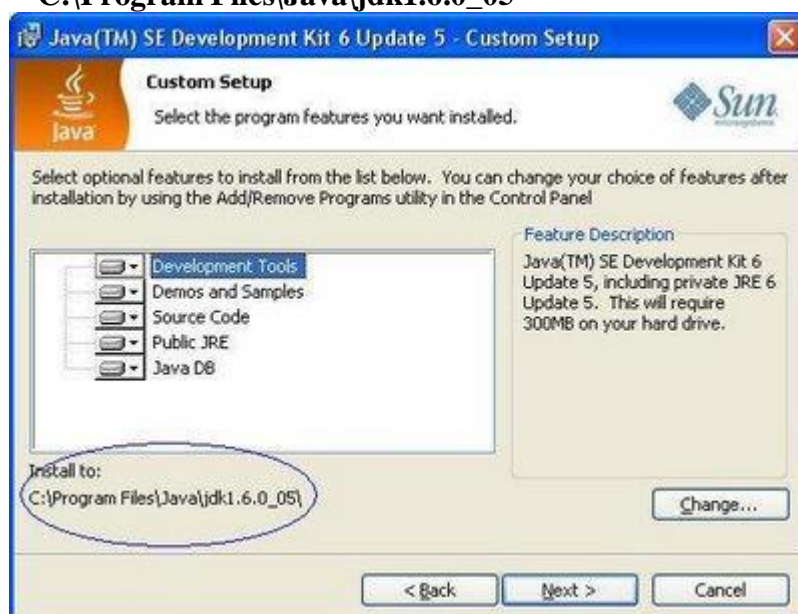 C:\Program Files\Java\jdk1.6.0_05
Java(TM) SE Development Kit 6 Update 5 - Custom Setup
Java
Custom Setup
Select the program features you want installed.
Sun
microsystems
Select optional features to install from the list below. You can change your choice of features after
installation by using the Add/Remove Programs utility in the Control Panel
Development Tools
Demos and Samples
Source Code
Public JRE
Java DB
Feature Description
Java(TM) SE Development Kit 6
Update 5, including private JRE 6
Update 5. This will require
300MB on your hard drive.
Install to:
C:\Program Files\Java\jdk1.6.0_05\
Change...
< Back
Next >
Cancel